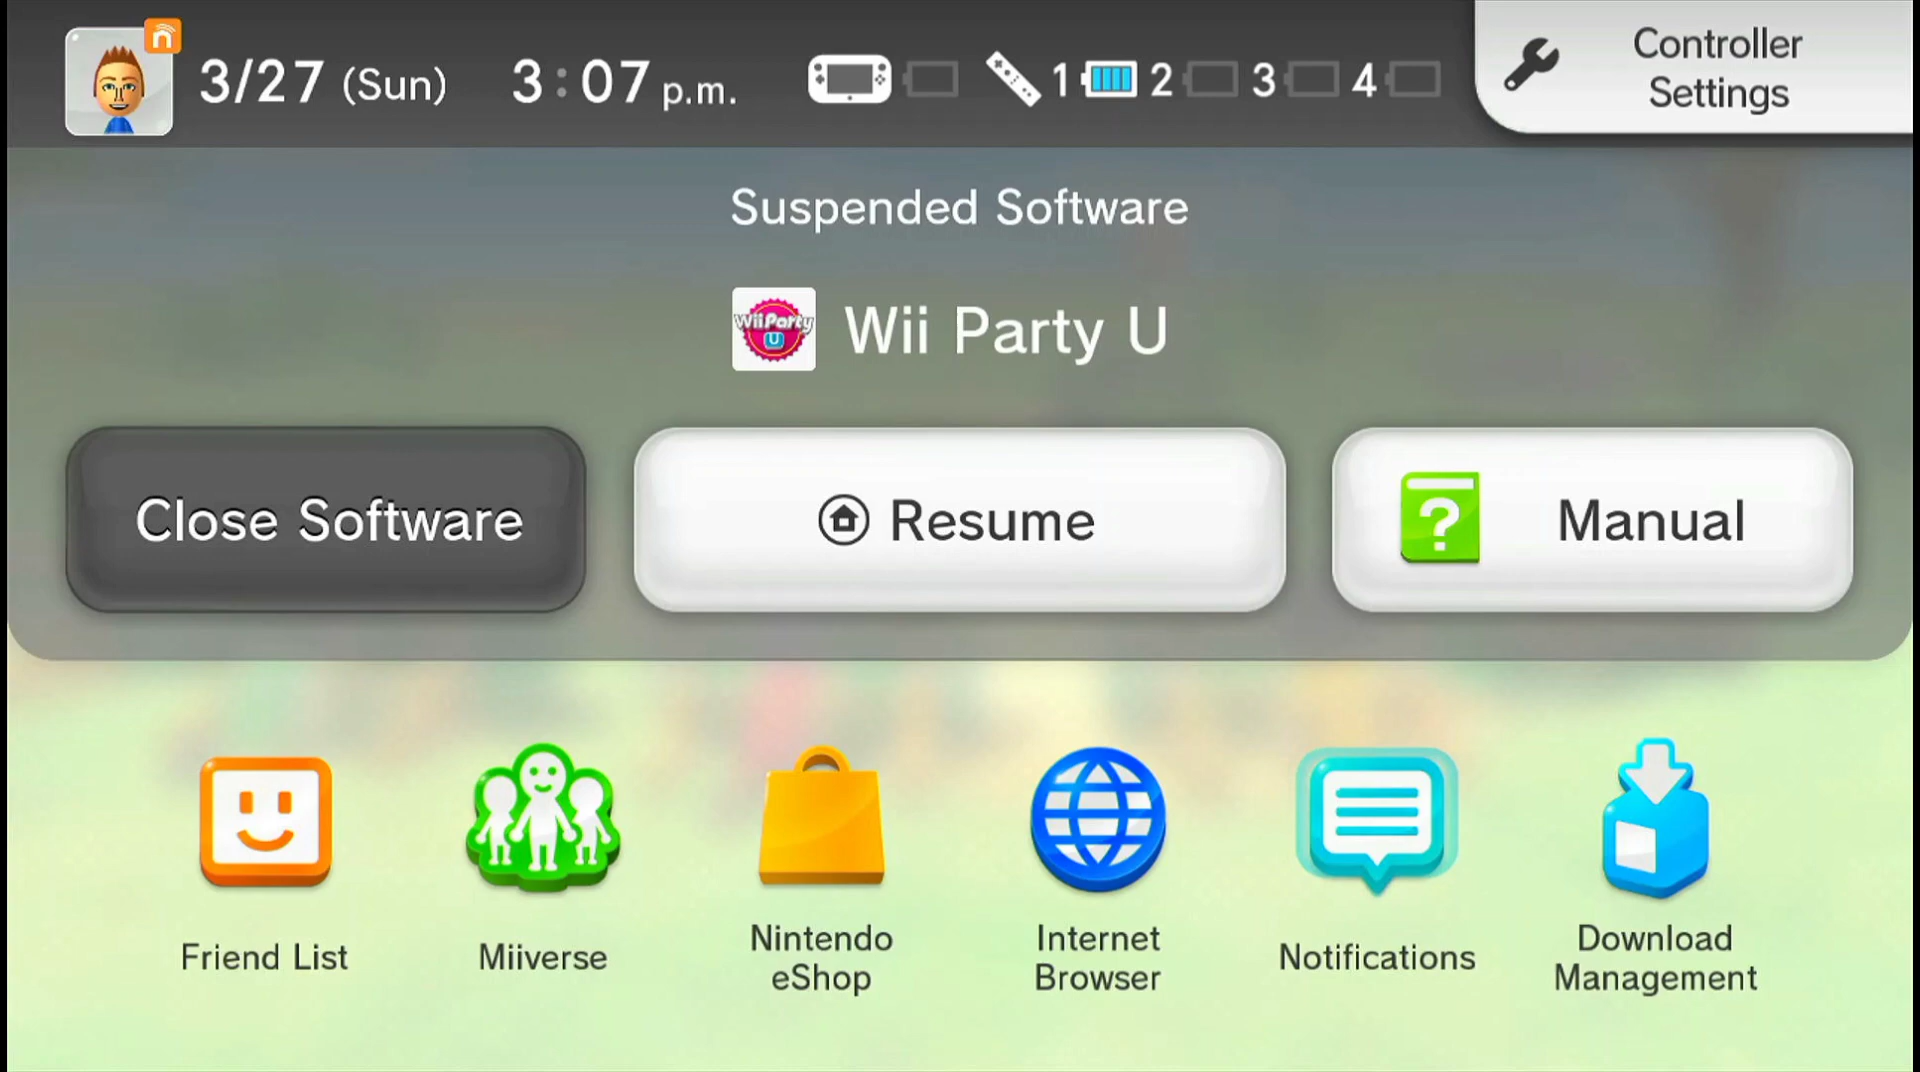 3/27 (Sun) 3:07 p.m. 1 2 3 4
Controller
Settings
Suspended Software
Wii Party U
Wii Party U
Close Software
Resume
? Manual
Friend List
Miiverse
Nintendo
eShop
Internet
Browser
Notifications
Download
Management